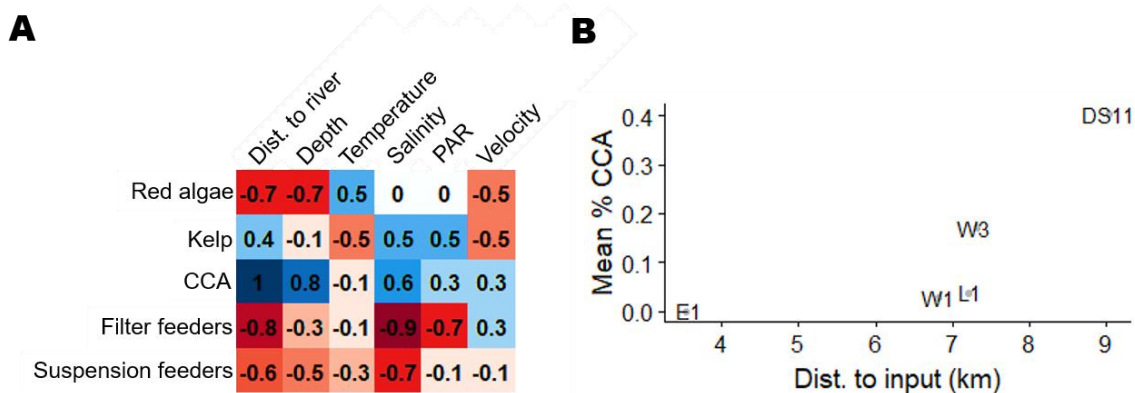 A
Dist. to river
Depth
Temperature
Salinity
PAR
Velocity
Red algae -0.7 -0.7 0.5 0 0 -0.5
Kelp 0.4 -0.1 -0.5 0.5 0.5 -0.5
CCA 1 0.8 -0.1 0.6 0.3 0.3
Filter feeders -0.8 -0.3 -0.1 -0.9 -0.7 0.3
Suspension feeders -0.6 -0.5 -0.3 -0.7 -0.1 -0.1
B
Mean % CCA
0.4
0.3
0.2
0.1
0.0
DS11
W3
W1
L1
E1
4 5 6 7 8 9
Dist. to input (km)